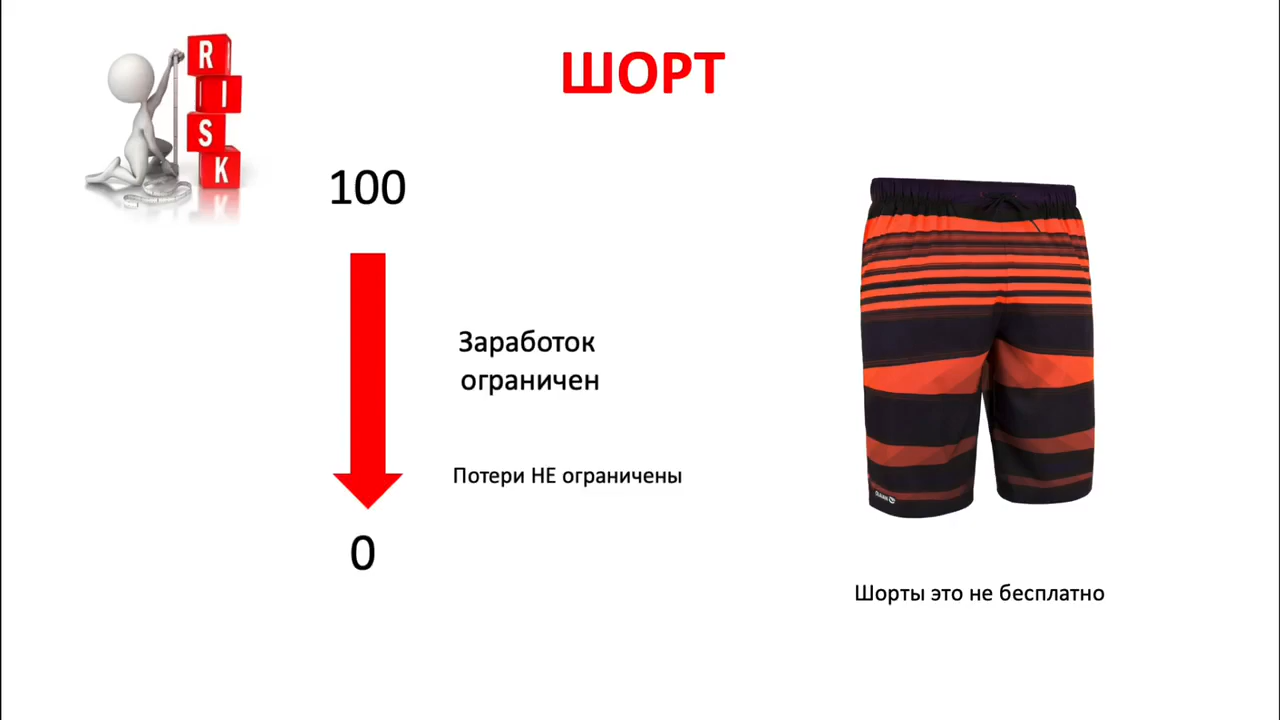 ШОРТ
R
I
S
K
100
Заработок
ограничен
Потери НЕ ограничены
0
Шорты это не бесплатно